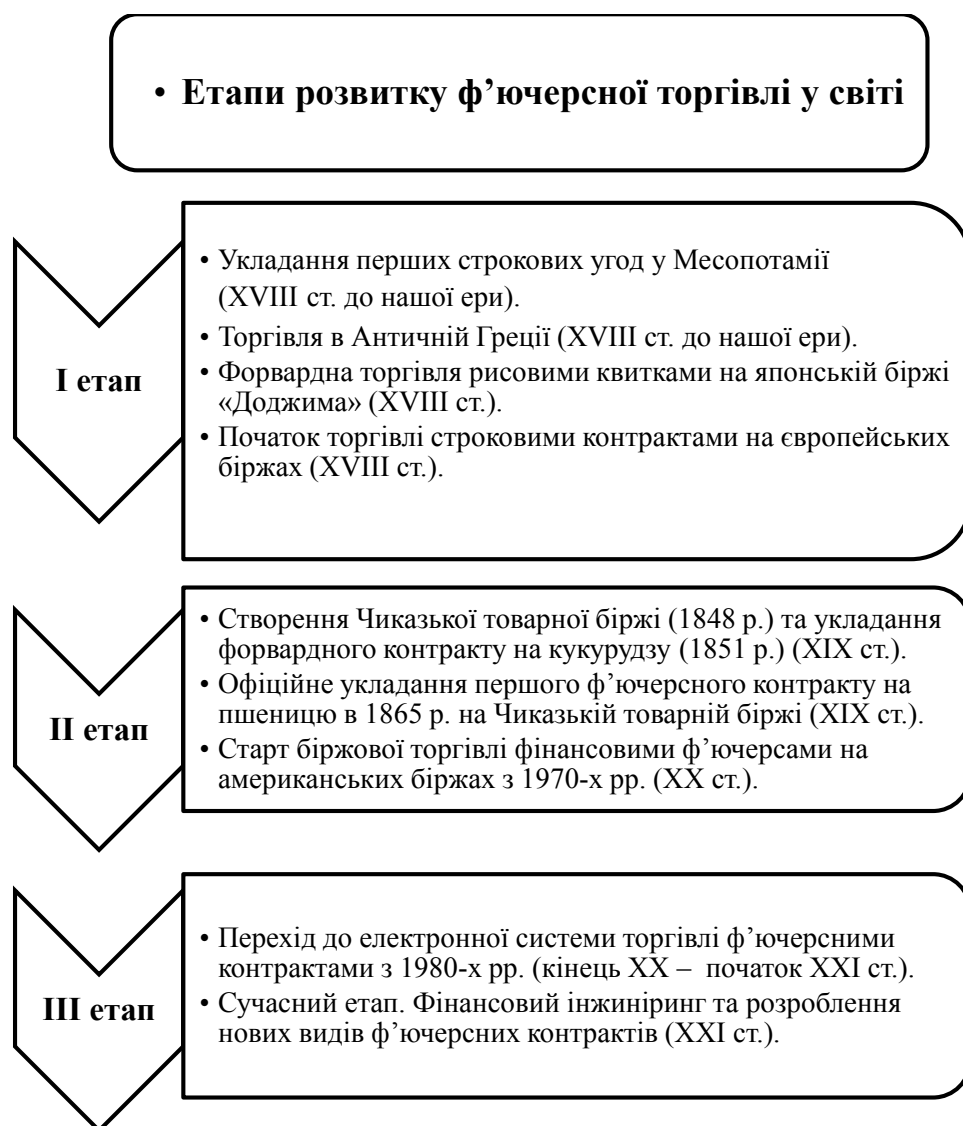 • Етапи розвитку ф’ючерсної торгівлі у світі
I етап
• Укладання перших строкових угод у Месопотамії
(XVIII ст. до нашої ери).
• Торгівля в Античній Греції (XVIII ст. до нашої ери).
• Форвардна торгівля рисовими квитками на японській біржі
«Доджима» (XVIII ст.).
• Початок торгівлі строковими контрактами на європейських
біржах (XVIII ст.).
II етап
• Створення Чиказької товарної біржі (1848 р.) та укладання
форвардного контракту на кукурудзу (1851 р.) (XIX ст.).
• Офіційне укладання першого ф’ючерсного контракту на
пшеницю в 1865 р. на Чиказькій товарній біржі (XIX ст.).
• Старт біржової торгівлі фінансовими ф’ючерсами на
американських біржах з 1970-х рр. (XX ст.).
III етап
• Перехід до електронної системи торгівлі ф’ючерсними
контрактами з 1980-х рр. (кінець XX – початок XXI ст.).
• Сучасний етап. Фінансовий інжиніринг та розроблення
нових видів ф’ючерсних контрактів (XXI ст.).